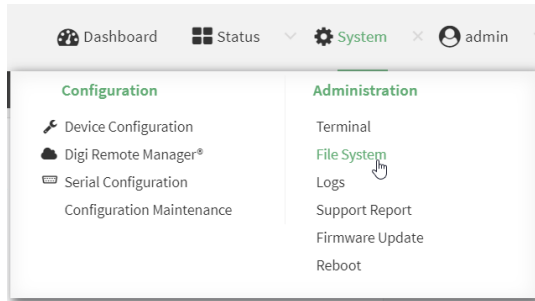 Dashboard Status System admin
Configuration Administration
Device Configuration Terminal
Digi Remote Manager® File System
Serial Configuration Logs
Configuration Maintenance Support Report
Firmware Update
Reboot